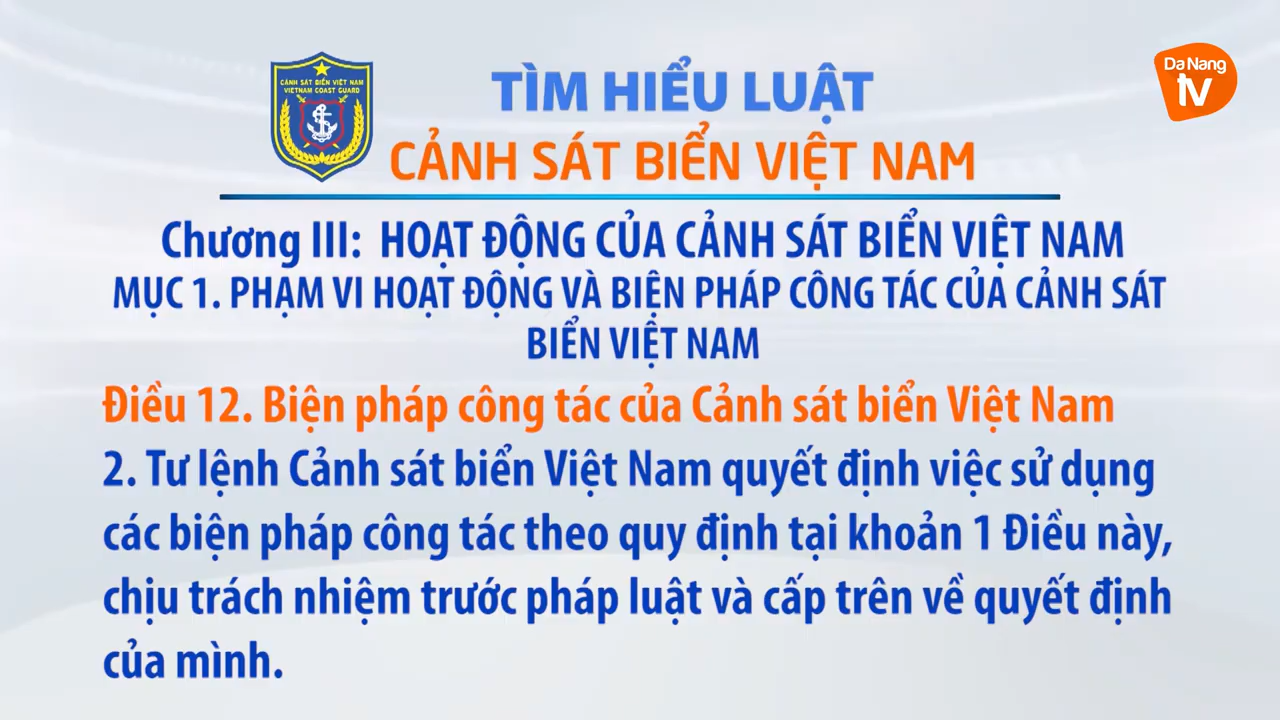 CẢNH SÁT BIỂN VIỆT NAM
VIETNAM COAST GUARD
TÌM HIỂU LUẬT
CẢNH SÁT BIỂN VIỆT NAM
Da Nang
tv
Chương III: HOẠT ĐỘNG CỦA CẢNH SÁT BIỂN VIỆT NAM
MỤC 1. PHẠM VI HOẠT ĐỘNG VÀ BIỆN PHÁP CÔNG TÁC CỦA CẢNH SÁT
BIỂN VIỆT NAM
Điều 12. Biện pháp công tác của Cảnh sát biển Việt Nam
2. Tư lệnh Cảnh sát biển Việt Nam quyết định việc sử dụng
các biện pháp công tác theo quy định tại khoản 1 Điều này,
chịu trách nhiệm trước pháp luật và cấp trên về quyết định
của mình.